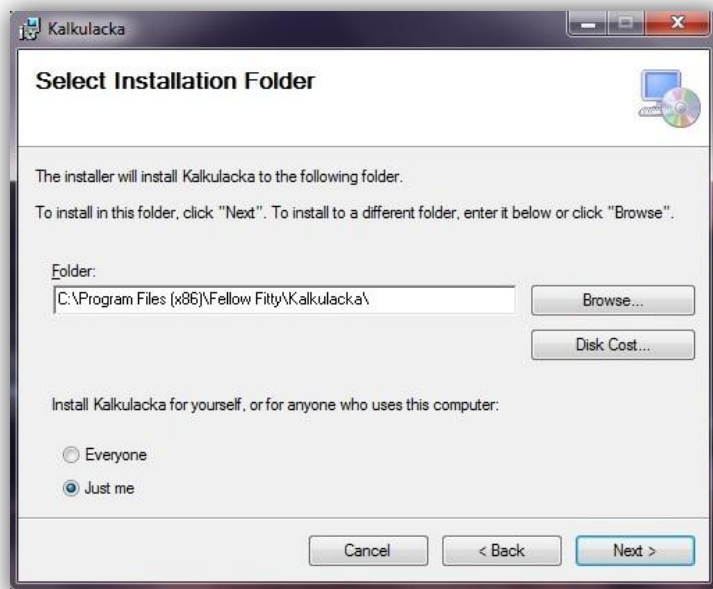 Kalkulacka
Select Installation Folder
The installer will install Kalkulacka to the following folder.
To install in this folder, click "Next". To install to a different folder, enter it below or click "Browse".
Folder:
C:\Program Files (x86)\Fellow Fitty\Kalkulacka\
Browse...
Disk Cost...
Install Kalkulacka for yourself, or for anyone who uses this computer:
Everyone
Just me
Cancel
< Back
Next >